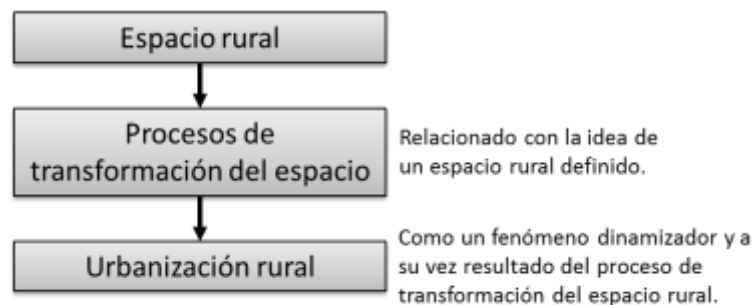 Espacio rural
Procesos de
transformación del espacio
Relacionado con la idea de
un espacio rural definido.
Urbanización rural
Como un fenómeno dinamizador y a
su vez resultado del proceso de
transformación del espacio rural.